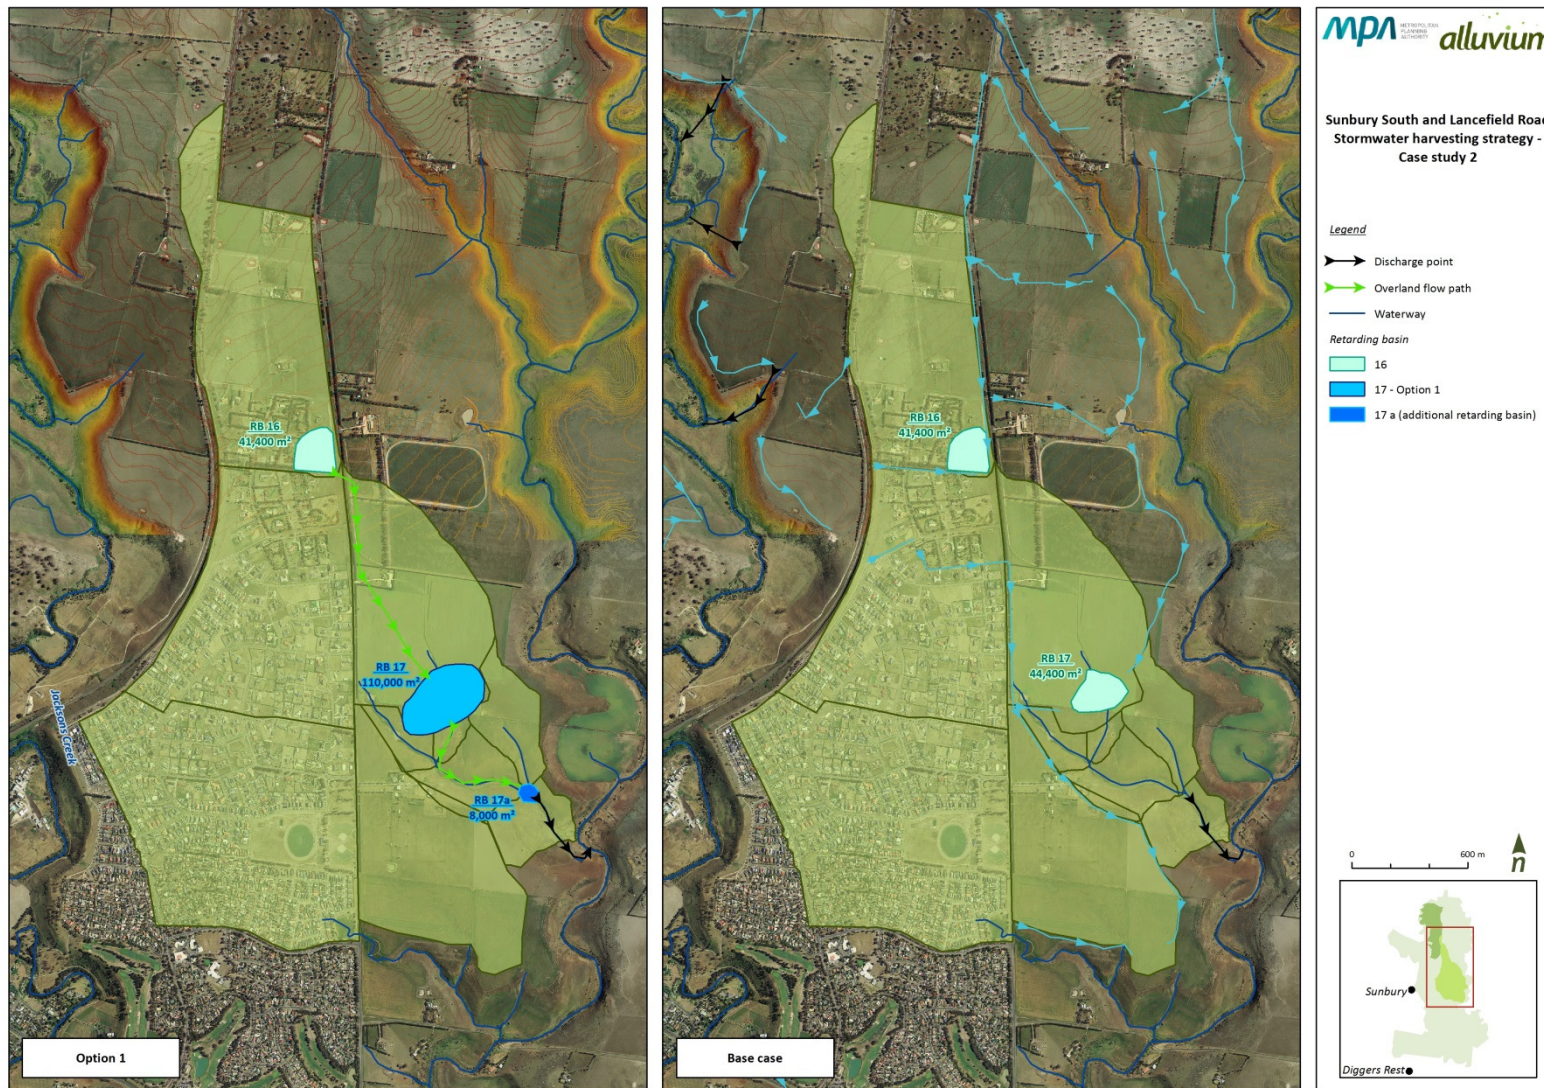 RB 16
41,400 m²
RB 17
110,000 m²
RB 17a
8,000 m²
Jacksons Creek
Option 1
RB 16
41,400 m²
RB 17
44,400 m²
Base case
MPA METROPOLITAN
PLANNING
AUTHORITY
alluvium
Sunbury South and Lancefield Road
Stormwater harvesting strategy -
Case study 2
Legend
Discharge point
Overland flow path
Waterway
Retarding basin
16
17 - Option 1
17 a (additional retarding basin)
0 600 m
n
Sunbury
Diggers Rest